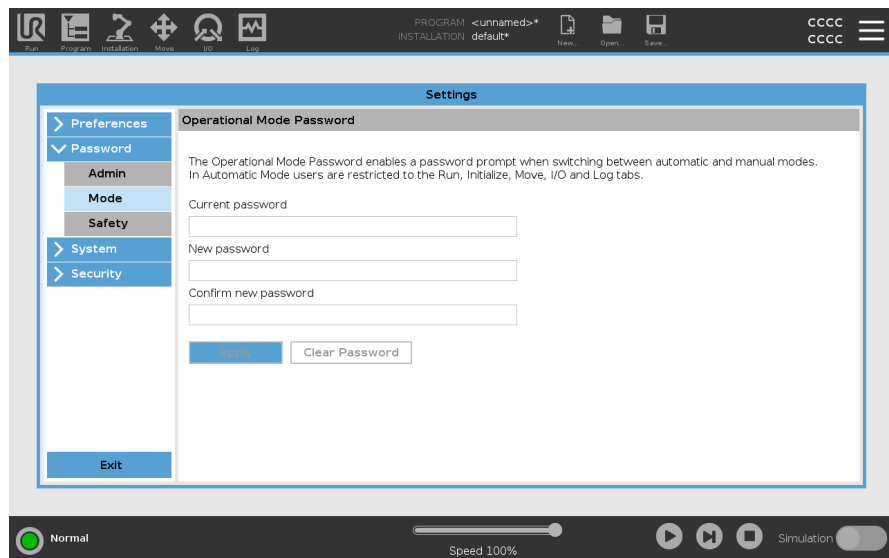 UR
Run
Program
Installation
Move
I/O
Log
PROGRAM <unnamed>*
INSTALLATION default*
New...
Open...
Save...
cccc
cccc
Settings
Preferences
Password
Admin
Mode
Safety
System
Security
Exit
Operational Mode Password
The Operational Mode Password enables a password prompt when switching between automatic and manual modes.
In Automatic Mode users are restricted to the Run, Initialize, Move, I/O and Log tabs.
Current password
New password
Confirm new password
Apply
Clear Password
Normal
Speed 100%
Simulation